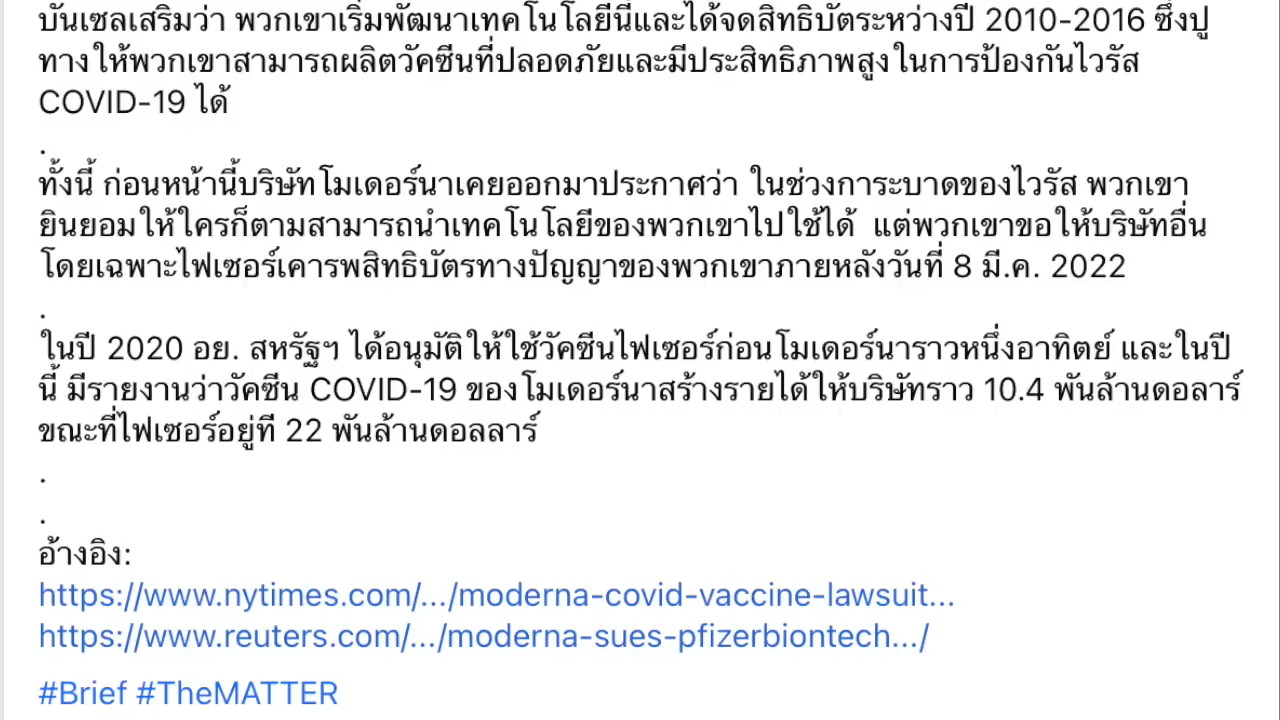 บันเซลเสริมว่า พวกเขาเริ่มพัฒนาเทคโนโลยีนี้และได้จดสิทธิบัตระหว่างปี 2010-2016 ซึ่งปู
ทางให้พวกเขาสามารถผลิตวัคซีนที่ปลอดภัยและมีประสิทธิภาพสูงในการป้องกันไวรัส
COVID-19 ได้
.
ทั้งนี้ ก่อนหน้านี้บริษัทโมเดอร์นาเคยออกมาประกาศว่า ในช่วงการะบาดของไวรัส พวกเขา
ยินยอมให้ใครก็ตามสามารถนำเทคโนโลยีของพวกเขาไปใช้ได้ แต่พวกเขาขอให้บริษัทอื่น
โดยเฉพาะไฟเซอร์เคารพสิทธิบัตรทางปัญญาของพวกเขาภายหลังวันที่ 8 มี.ค. 2022
.
ในปี 2020 อย. สหรัฐฯ ได้อนุมัติให้ใช้วัคซีนไฟเซอร์ก่อนโมเดอร์นาราวหนึ่งอาทิตย์ และในปี
นี้ มีรายงานว่าวัคซีน COVID-19 ของโมเดอร์นาสร้างรายได้ให้บริษัทราว 10.4 พันล้านดอลาร์
ขณะที่ไฟเซอร์อยู่ที 22 พันล้านดอลลาร์
.
.
อ้างอิง:
https://www.nytimes.com/.../moderna-covid-vaccine-lawsuit...
https://www.reuters.com/.../moderna-sues-pfizerbiontech.../
#Brief #TheMATTER